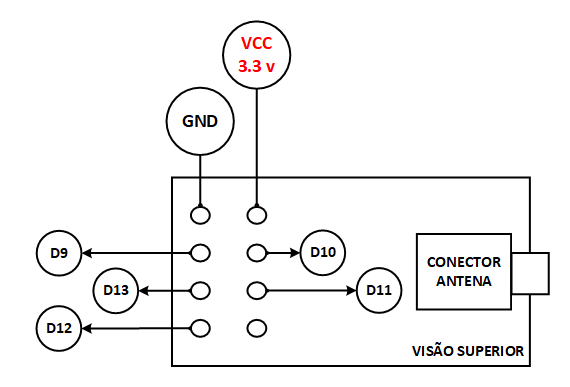 VCC
3.3 v
GND
D9
D10
D13
D11
D12
CONECTOR
ANTENA
VISÃO SUPERIOR